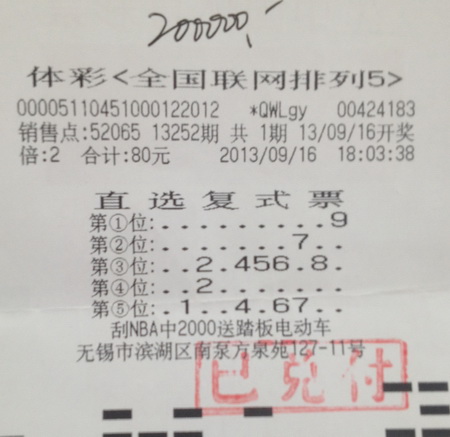 200000,-
体彩<全国联网排列5>
00005110451000122012 *QWLgy 00424183
销售点:52065 13252期 共 1期 13/09/16开奖
倍:2 合计:80元 2013/09/16 18:03:38
直选复式票
第①位:.........9
第②位:.......7..
第③位:..2.456.8.
第④位:..2.......
第⑤位:.1..4.67..
刮NBA中2000送踏板电动车
无锡市滨湖区南泉方泉苑127-11号
已兑付